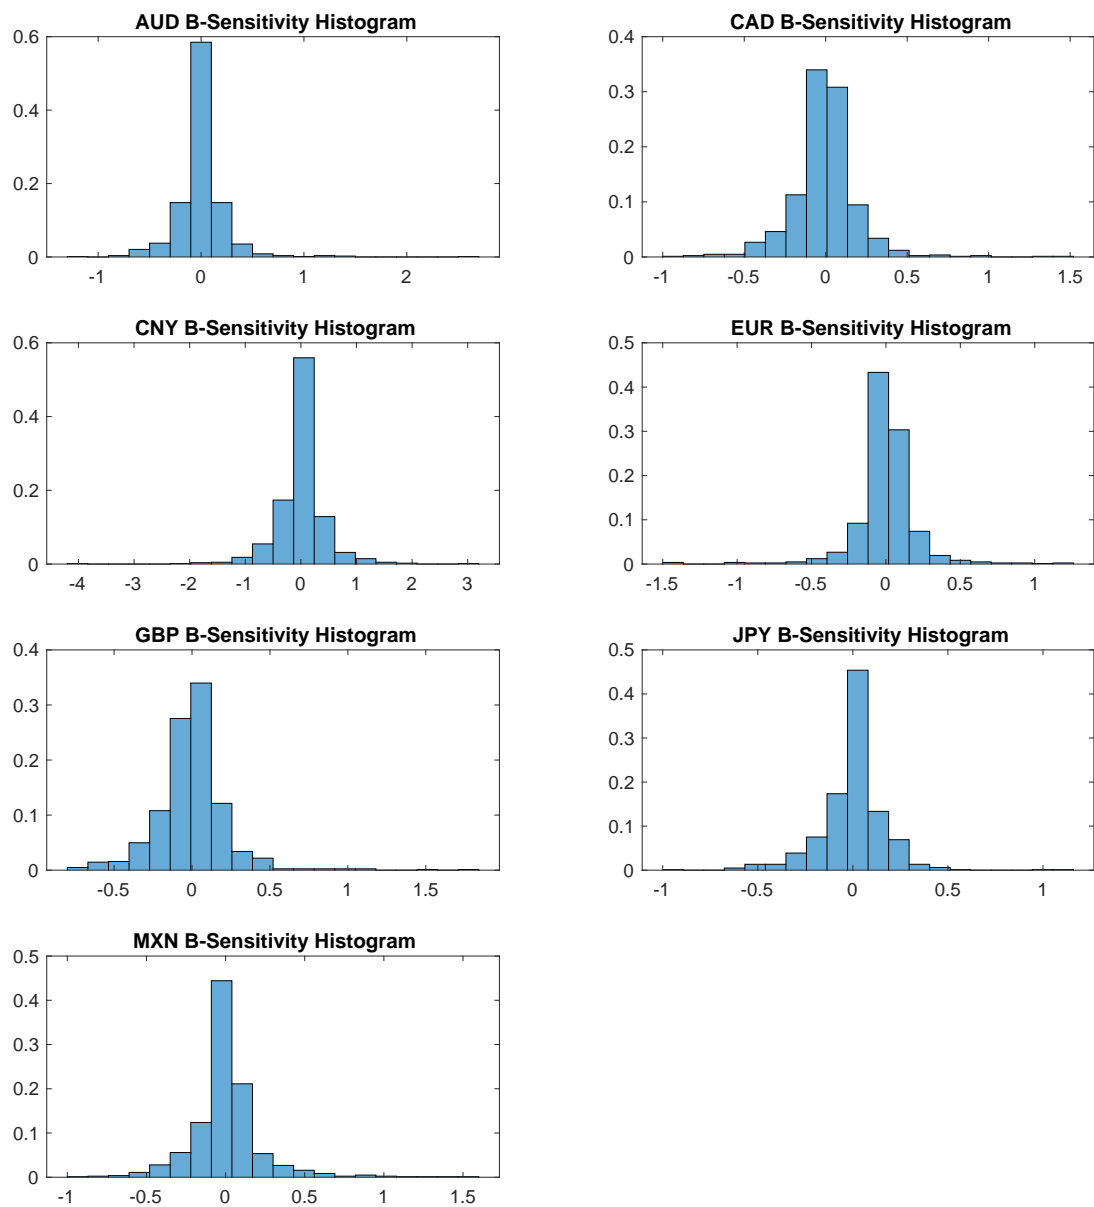 AUD B-Sensitivity Histogram
0.6
0.4
0.2
0
-1 0 1 2
CAD B-Sensitivity Histogram
0.4
0.3
0.2
0.1
0
-1 -0.5 0 0.5 1 1.5
CNY B-Sensitivity Histogram
0.6
0.4
0.2
0
-4 -3 -2 -1 0 1 2 3
EUR B-Sensitivity Histogram
0.5
0.4
0.3
0.2
0.1
0
-1.5 -1 -0.5 0 0.5 1
GBP B-Sensitivity Histogram
0.4
0.3
0.2
0.1
0
-0.5 0 0.5 1 1.5
JPY B-Sensitivity Histogram
0.5
0.4
0.3
0.2
0.1
0
-1 -0.5 0 0.5 1
MXN B-Sensitivity Histogram
0.5
0.4
0.3
0.2
0.1
0
-1 -0.5 0 0.5 1 1.5